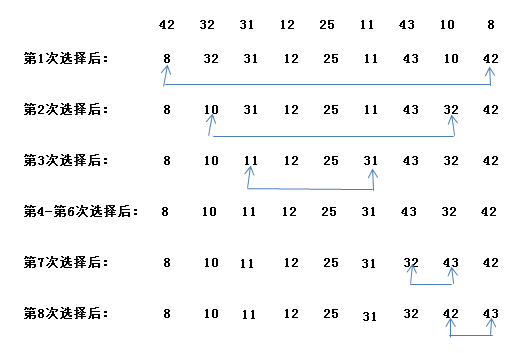 42 32 31 12 25 11 43 10 8
第1次选择后： 8 32 31 12 25 11 43 10 42
第2次选择后： 8 10 31 12 25 11 43 32 42
第3次选择后： 8 10 11 12 25 31 43 32 42
第4-第6次选择后： 8 10 11 12 25 31 43 32 42
第7次选择后： 8 10 11 12 25 31 32 43 42
第8次选择后： 8 10 11 12 25 31 32 42 43